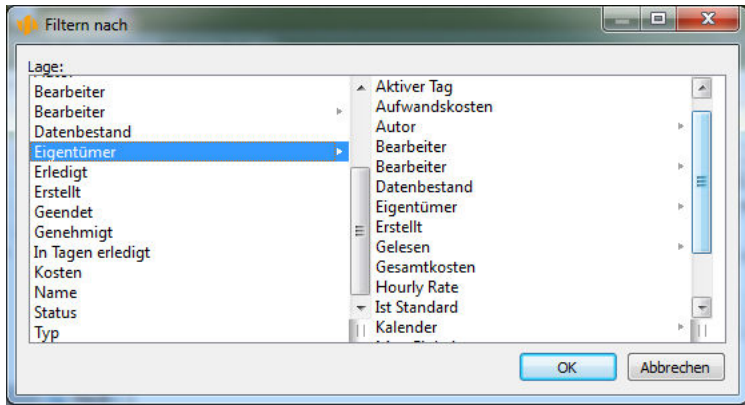 Filtern nach
Lage:
Bearbeiter
Bearbeiter
Datenbestand
Eigentümer
Erledigt
Erstellt
Geendet
Genehmigt
In Tagen erledigt
Kosten
Name
Status
Typ
Aktiver Tag
Aufwandskosten
Autor
Bearbeiter
Bearbeiter
Datenbestand
Eigentümer
Erstellt
Gelesen
Gesamtkosten
Hourly Rate
Ist Standard
Kalender
OK
Abbrechen